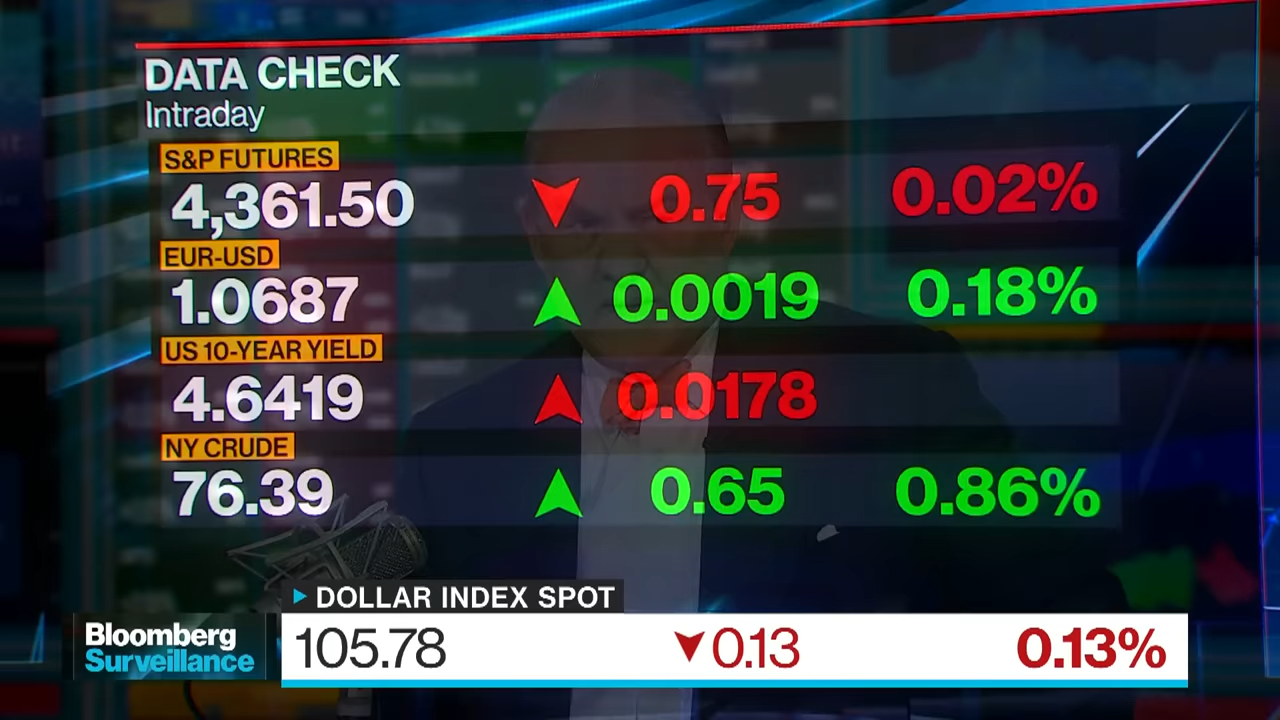 DATA CHECK
Intraday
S&P FUTURES
4,361.50 0.75 0.02%
EUR-USD
1.0687 0.0019 0.18%
US 10-YEAR YIELD
4.6419 0.0178
NY CRUDE
76.39 0.65 0.86%
DOLLAR INDEX SPOT
Bloomberg
Surveillance
105.78 0.13 0.13%